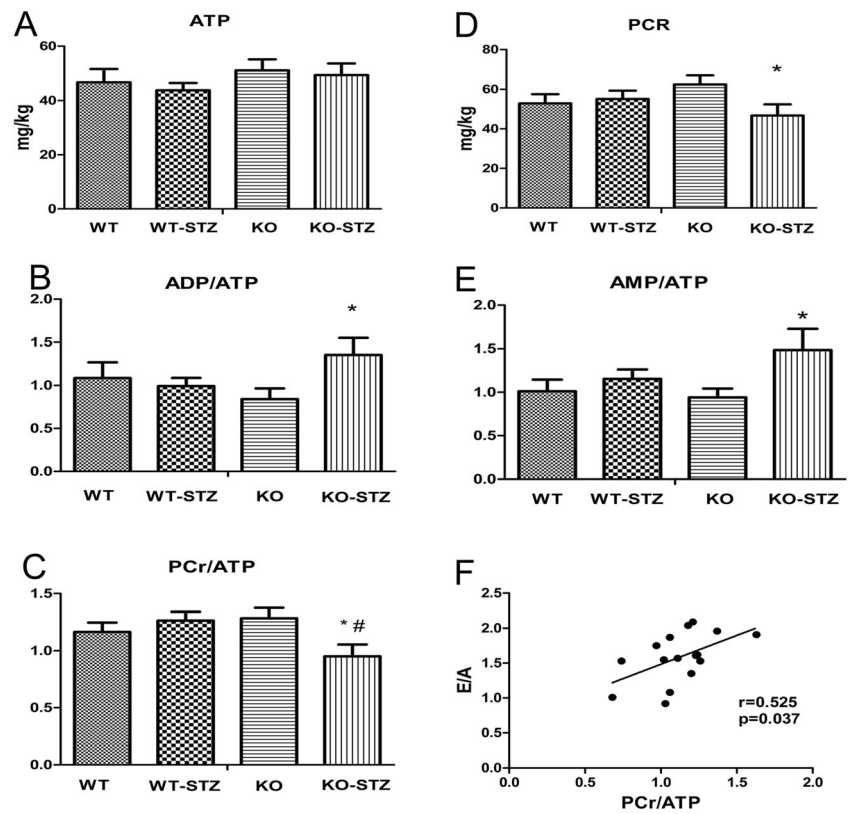 A
ATP
60
40
20
0
mg/kg
WT
WT-STZ
KO
KO-STZ
D
PCR
80
60
40
20
0
mg/kg
*
WT
WT-STZ
KO
KO-STZ
B
ADP/ATP
2.0
1.5
1.0
0.5
0.0
*
WT
WT-STZ
KO
KO-STZ
E
AMP/ATP
2.0
1.5
1.0
0.5
0.0
*
WT
WT-STZ
KO
KO-STZ
C
PCr/ATP
1.5
1.0
0.5
0.0
* #
WT
WT-STZ
KO
KO-STZ
F
2.5
2.0
1.5
1.0
0.5
0.0
E/A
r=0.525
p=0.037
0.0
0.5
1.0
1.5
2.0
PCr/ATP